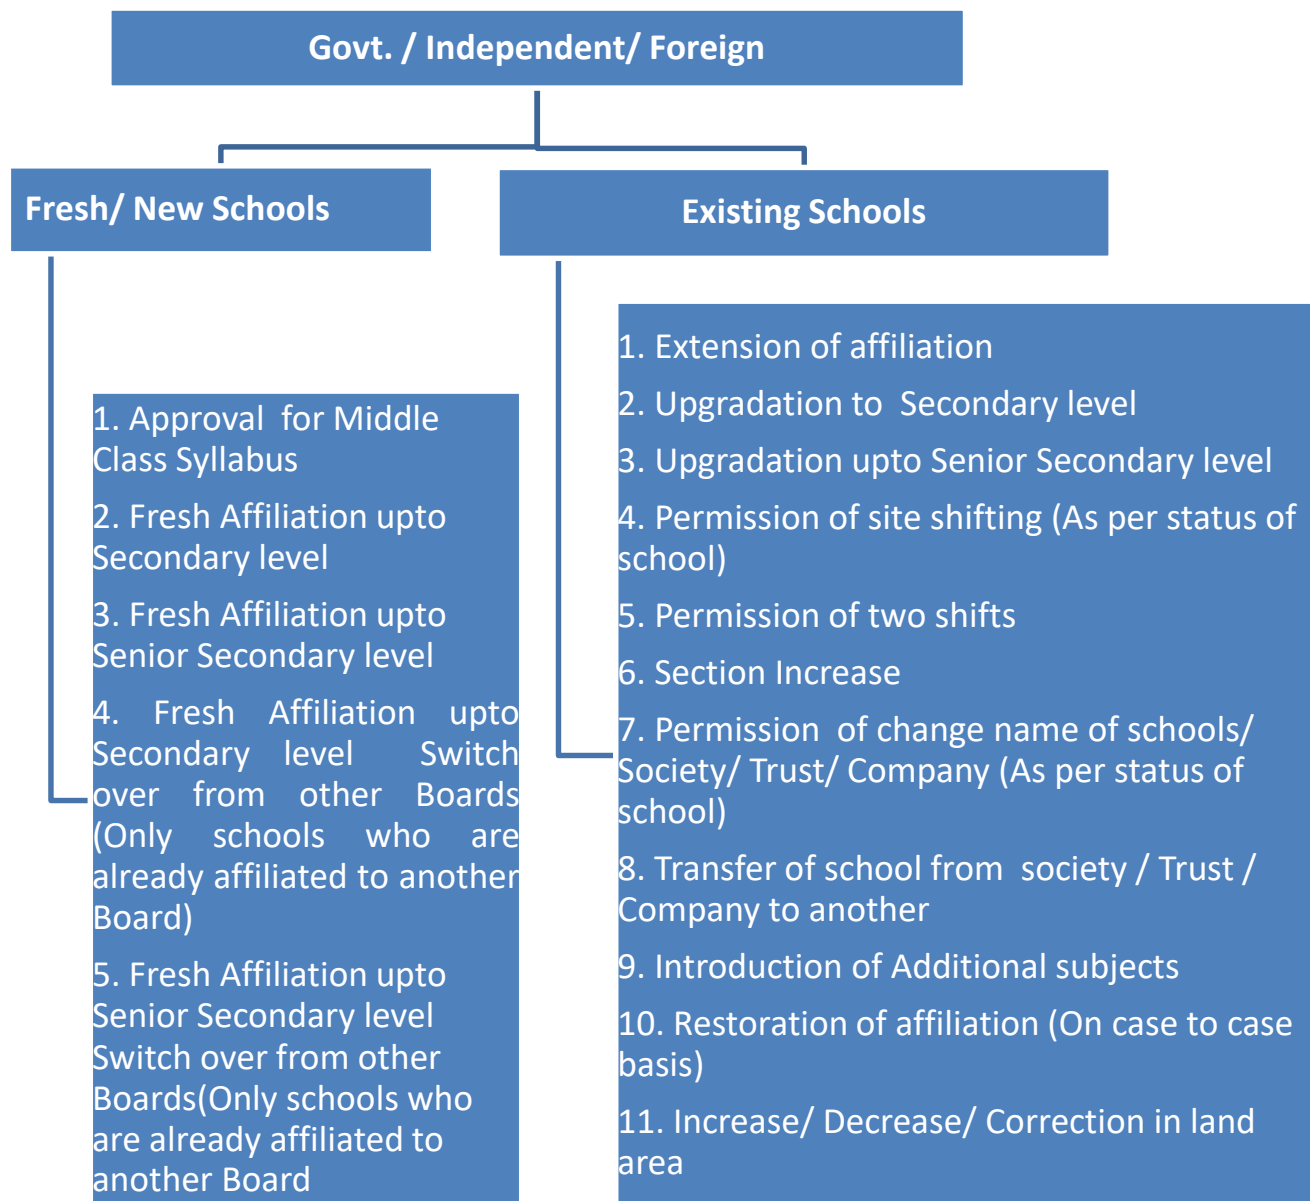 Govt. / Independent/ Foreign
Fresh/ New Schools
Existing Schools
1. Approval  for Middle
Class Syllabus
2. Fresh Affiliation upto
Secondary level
3. Fresh Affiliation upto
Senior Secondary level
4. Fresh Affiliation upto
Secondary level Switch
over from other Boards
(Only schools who are
already affiliated to another
Board)
5. Fresh Affiliation upto
Senior Secondary level
Switch over from other
Boards(Only schools who
are already affiliated to
another Board
1. Extension of affiliation
2. Upgradation to  Secondary level
3. Upgradation upto Senior Secondary level
4. Permission of site shifting (As per status of
school)
5. Permission of two shifts
6. Section Increase
7. Permission  of change name of schools/
Society/ Trust/ Company (As per status of
school)
8. Transfer of school from  society / Trust /
Company to another
9. Introduction of Additional subjects
10. Restoration of affiliation (On case to case
basis)
11. Increase/ Decrease/ Correction in land
area